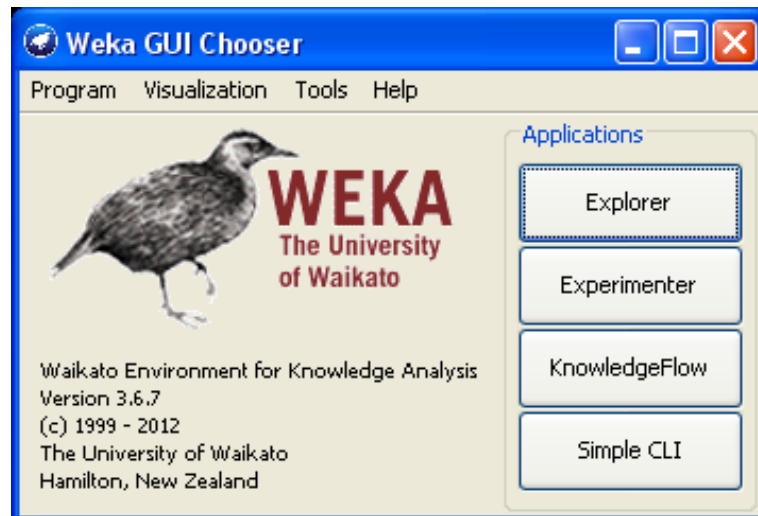 Weka GUI Chooser
Program Visualization Tools Help
WEKA
The University
of Waikato
Waikato Environment for Knowledge Analysis
Version 3.6.7
(c) 1999 - 2012
The University of Waikato
Hamilton, New Zealand
Applications
Explorer
Experimenter
KnowledgeFlow
Simple CLI